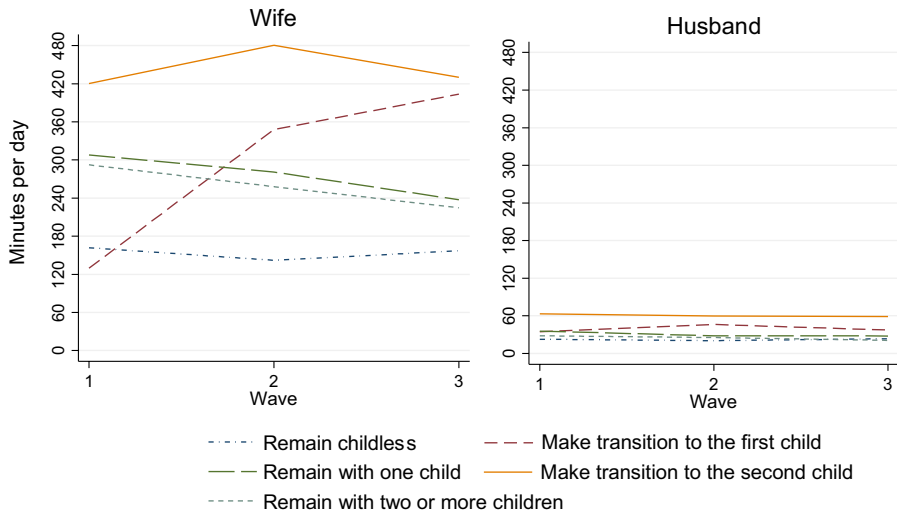 Wife
Husband
Minutes per day
480
420
360
300
240
180
120
60
0
1
2
3
Wave
480
420
360
300
240
180
120
60
0
1
2
3
Wave
Remain childless
Make transition to the first child
Remain with one child
Make transition to the second child
Remain with two or more children